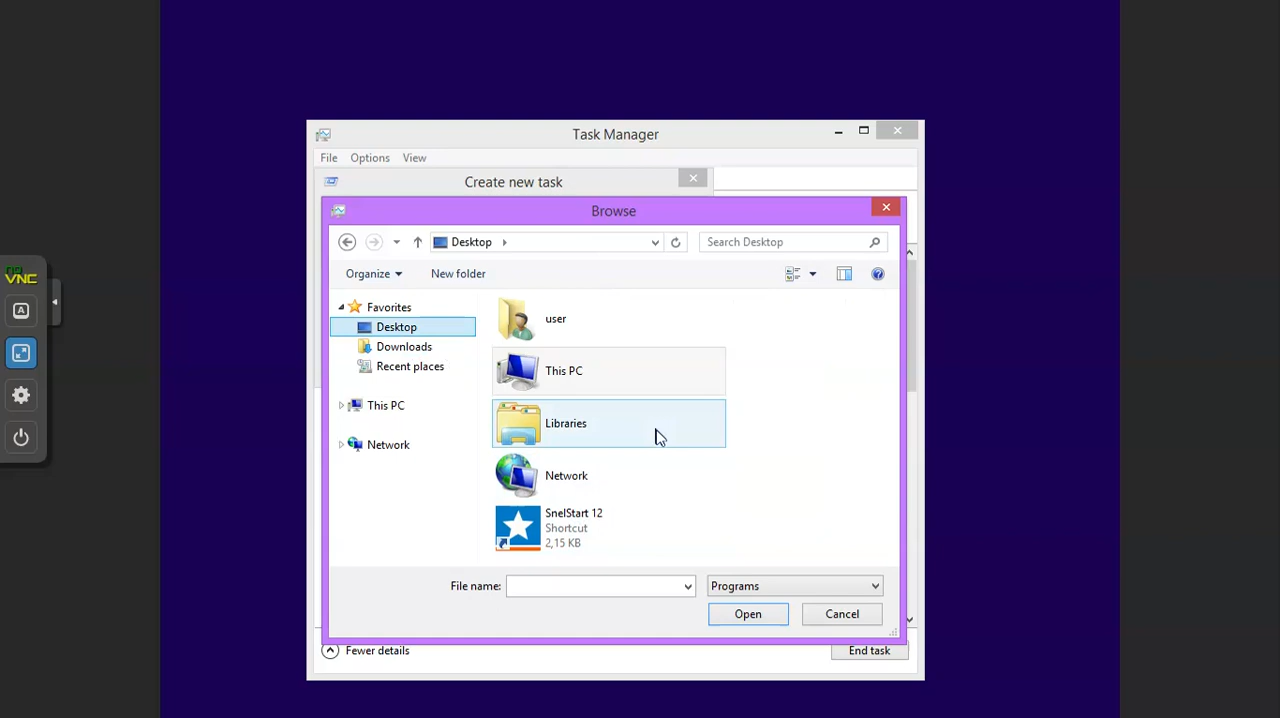 Task Manager
File Options View
Create new task
Browse
Desktop
Search Desktop
Organize
New folder
Favorites
Desktop
Downloads
Recent places
This PC
Network
user
This PC
Libraries
Network
SnelStart 12
Shortcut
2,15 KB
File name:
Programs
Open
Cancel
Fewer details
End task
no
VNC
A